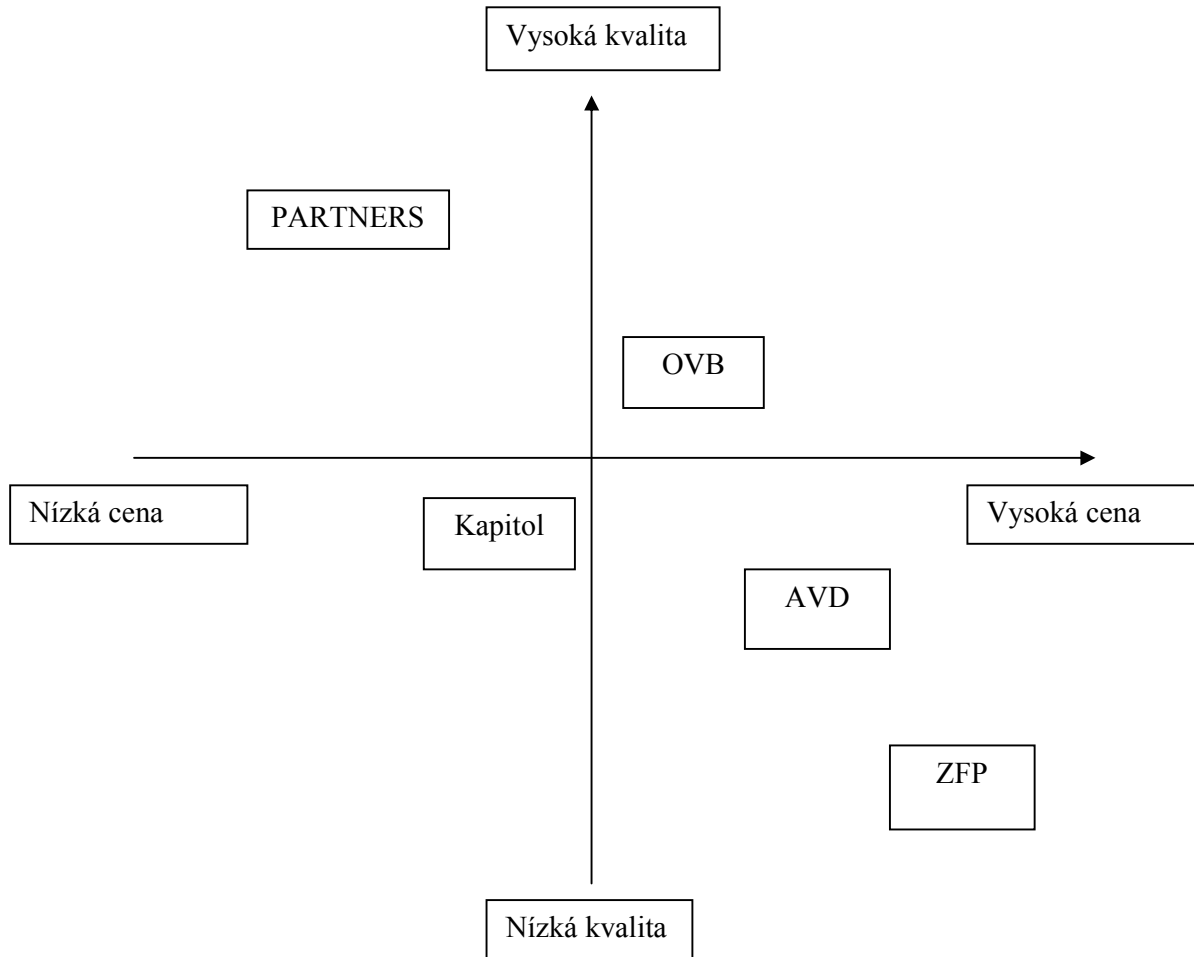 Vysoká kvalita
PARTNERS
OVB
Nízká cena
Kapitol
Vysoká cena
AVD
ZFP
Nízká kvalita